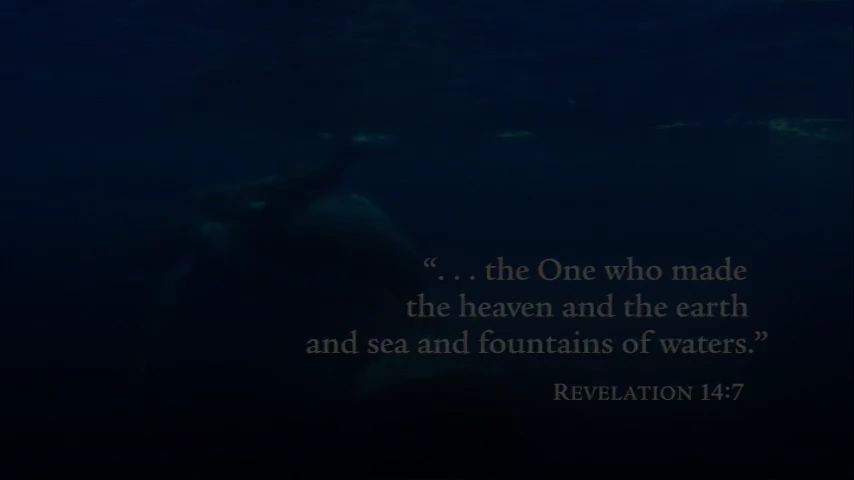 “. . . the One who made
the heaven and the earth
and sea and fountains of waters.”
Revelation 14:7